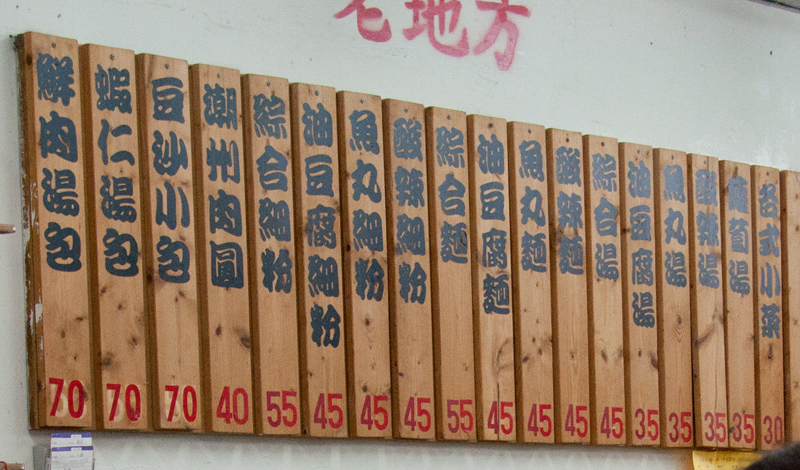 老地方
鮮肉湯包 70
蝦仁湯包 70
豆沙小包 70
潮州肉圓 40
綜合細粉 55
油豆腐細粉 45
魚丸細粉 45
酸辣細粉 45
綜合麵 55
油豆腐麵 45
魚丸麵 45
酸辣麵 45
綜合湯 45
油豆腐湯 35
魚丸湯 35
酸辣湯 35
湯 35
各式小菜 30